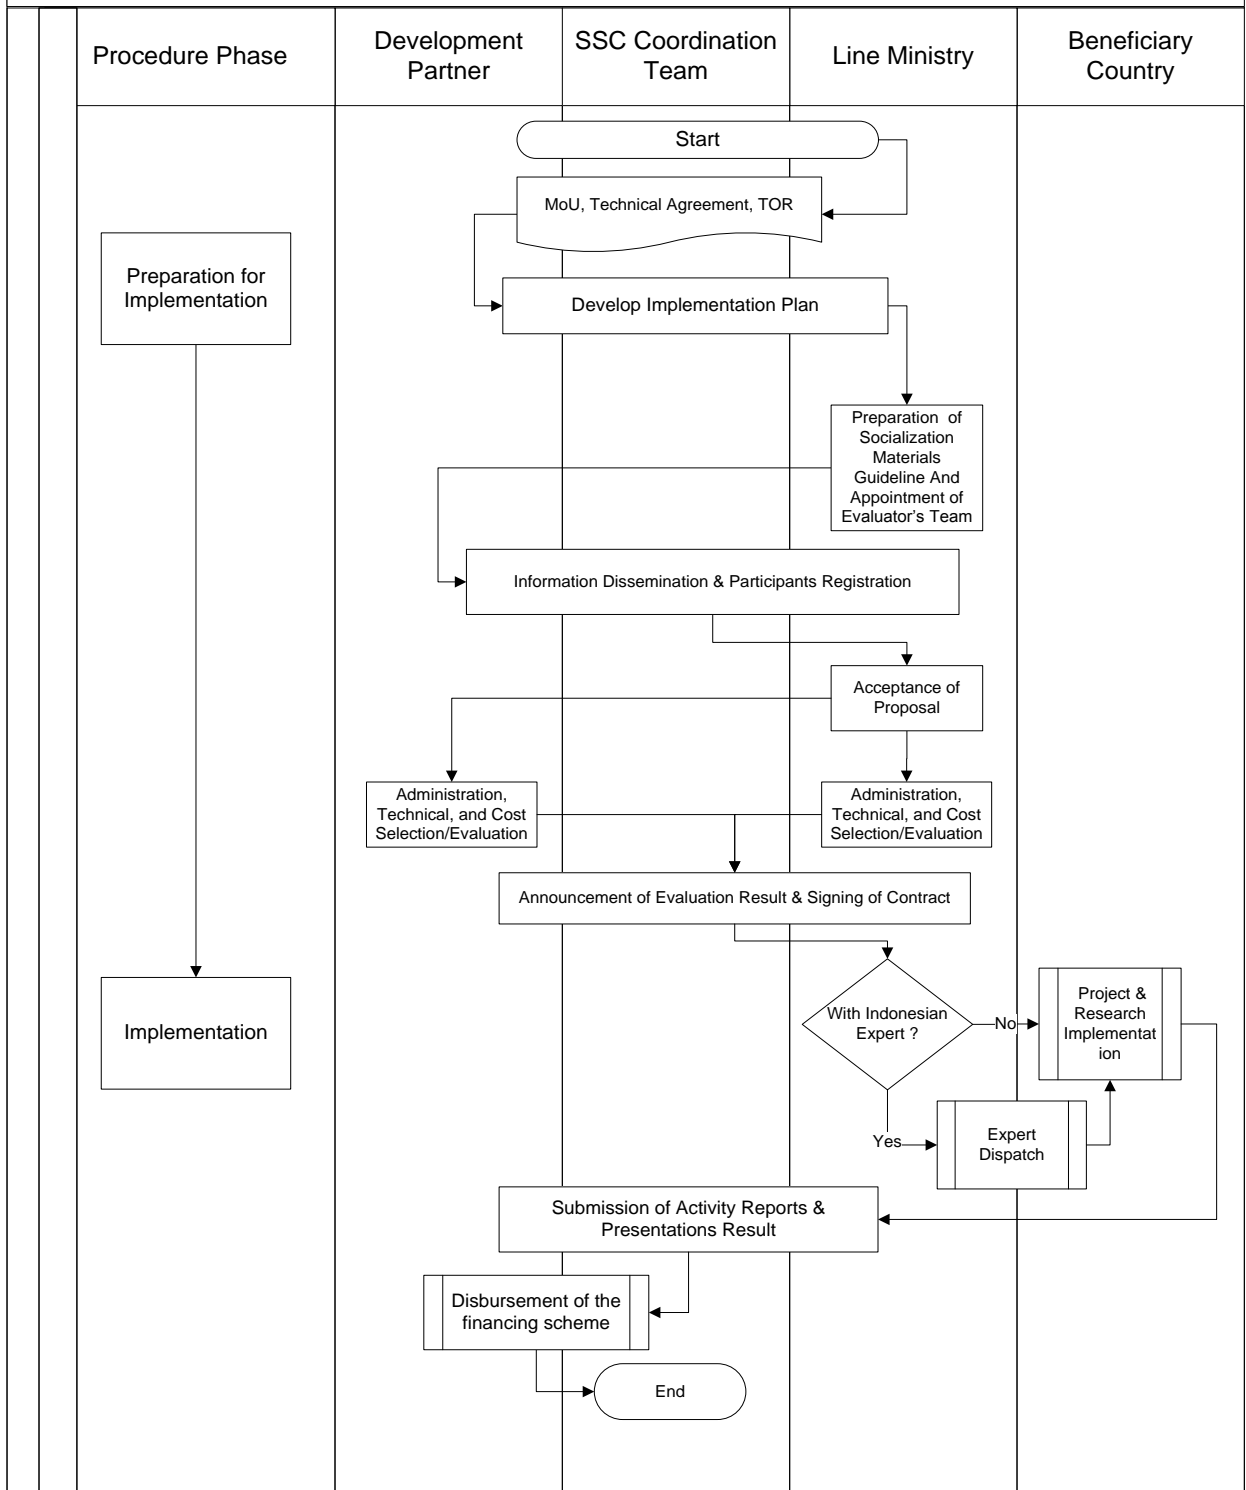 Procedure Phase
Development
Partner
SSC Coordination
Team
Line Ministry
Beneficiary
Country
Start
MoU, Technical Agreement, TOR
Preparation for
Implementation
Develop Implementation Plan
Preparation of
Socialization
Materials
Guideline And
Appointment of
Evaluator's Team
Information Dissemination & Participants Registration
Acceptance of
Proposal
Administration,
Technical, and Cost
Selection/Evaluation
Administration,
Technical, and Cost
Selection/Evaluation
Announcement of Evaluation Result & Signing of Contract
Implementation
With Indonesian
Expert ?
No
Project &
Research
Implementat
ion
Yes
Expert
Dispatch
Submission of Activity Reports &
Presentations Result
Disbursement of the
financing scheme
End